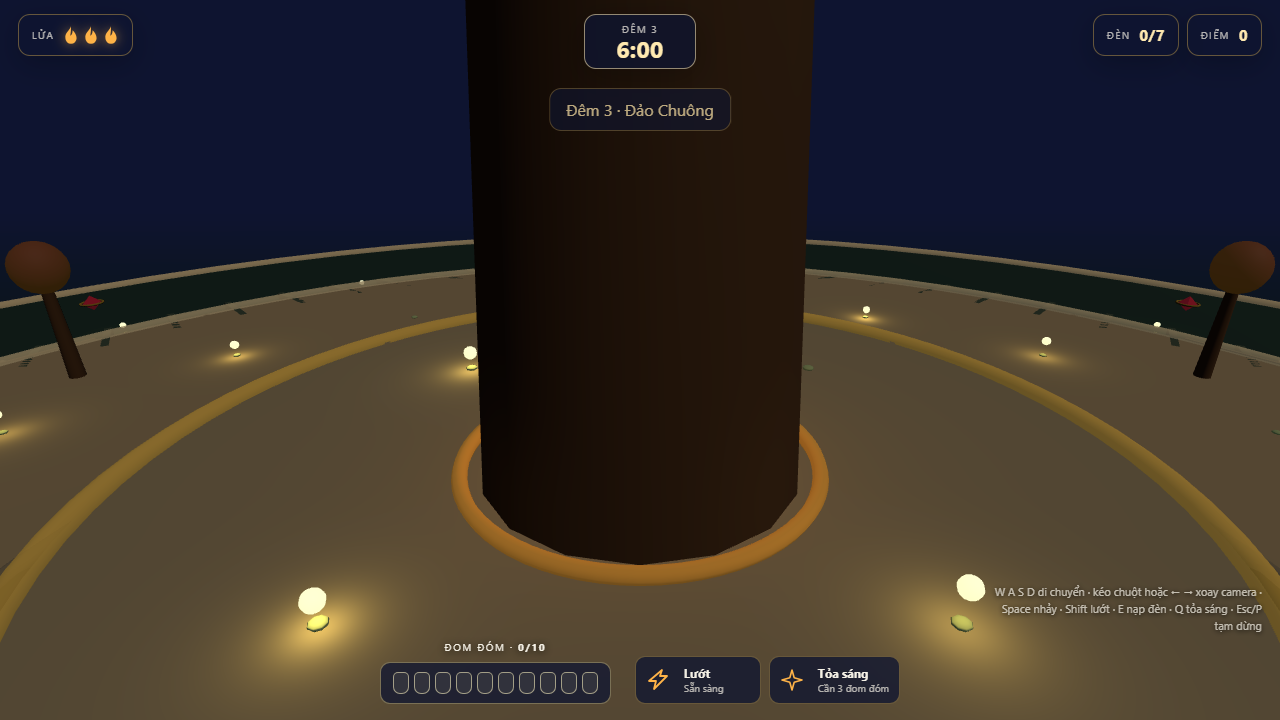 LỬA
ĐÊM 3
6:00
ĐÈN 0/7
ĐIỂM 0
Đêm 3 · Đảo Chuông
W A S D di chuyển · kéo chuột hoặc ← → xoay camera ·
Space nhảy · Shift lướt · E nạp đèn · Q tỏa sáng · Esc/P
tạm dừng
ĐOM ĐÓM · 0/10
Lướt
Sẵn sàng
Tỏa sáng
Cần 3 đom đóm